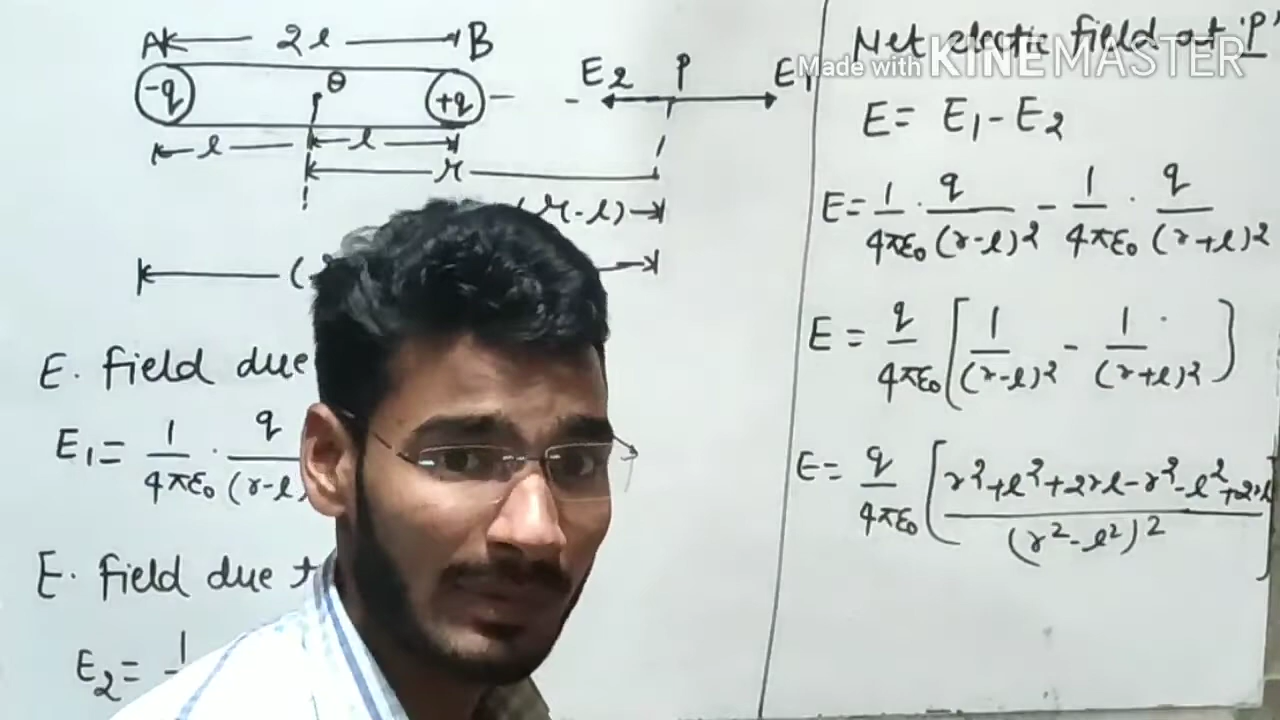 A 2l B
-q θ +q - - E2 P E1
l l
r
(r-l)
(
E. field due
E1 = 1/4πε0 · q/(r-l)
E. field due t
E2 = 1
Net electic field at 'P'
Made with KINEMASTER
E = E1 - E2
E = 1/4πε0 · q/(r-l)² - 1/4πε0 · q/(r+l)²
E = q/4πε0 [1/(r-l)² - 1/(r+l)²]
E = q/4πε0 [r²+l²+2rl-r²-l²+2rl/(r²-l²)²]